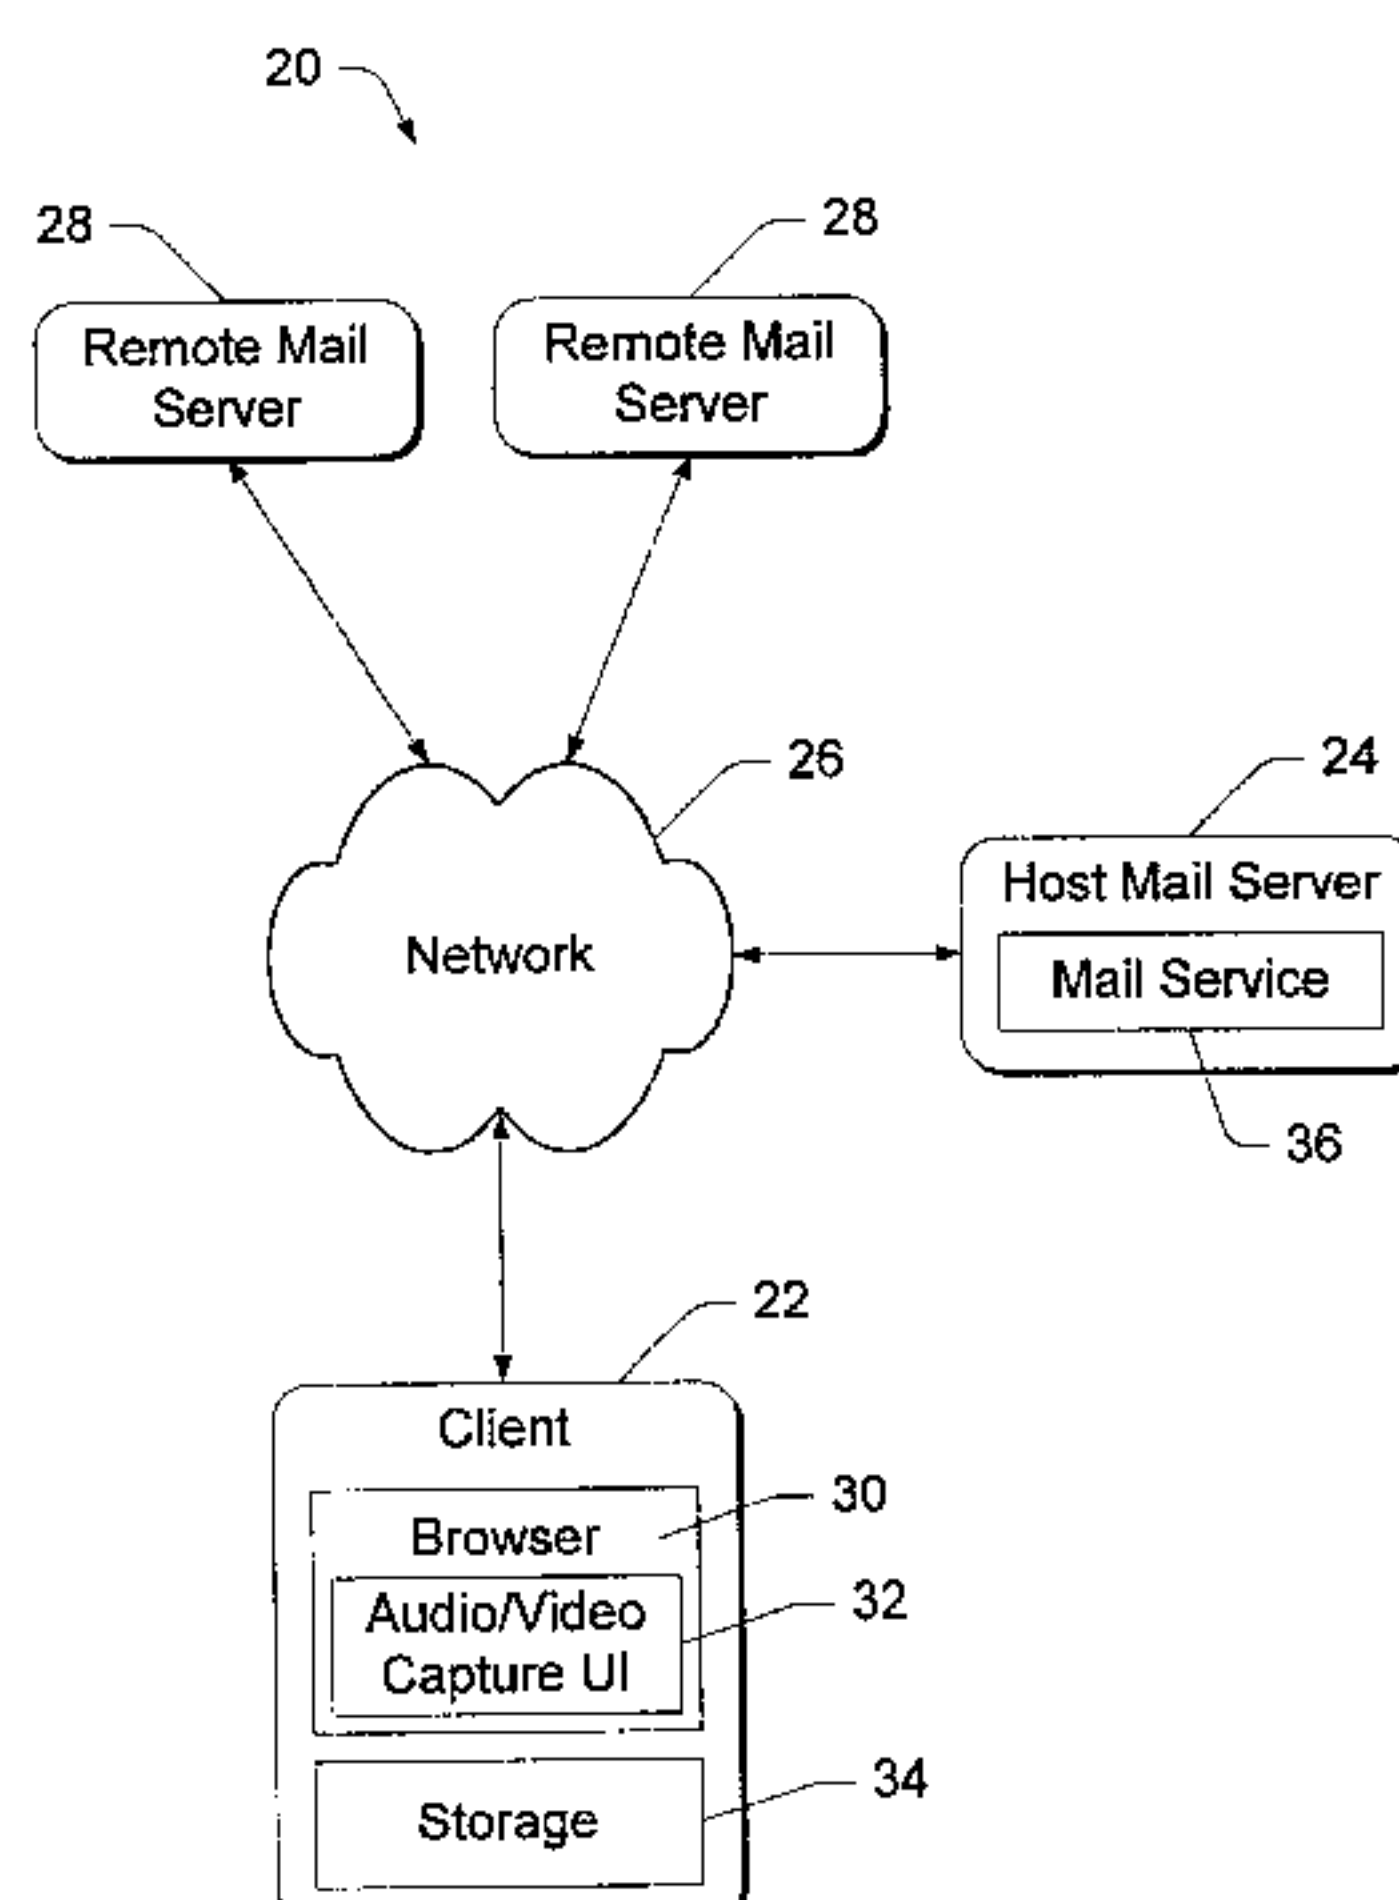 20
28
28
Remote Mail
Server
Remote Mail
Server
26
24
Network
Host Mail Server
Mail Service
36
22
Client
30
Browser
32
Audio/Video
Capture UI
34
Storage